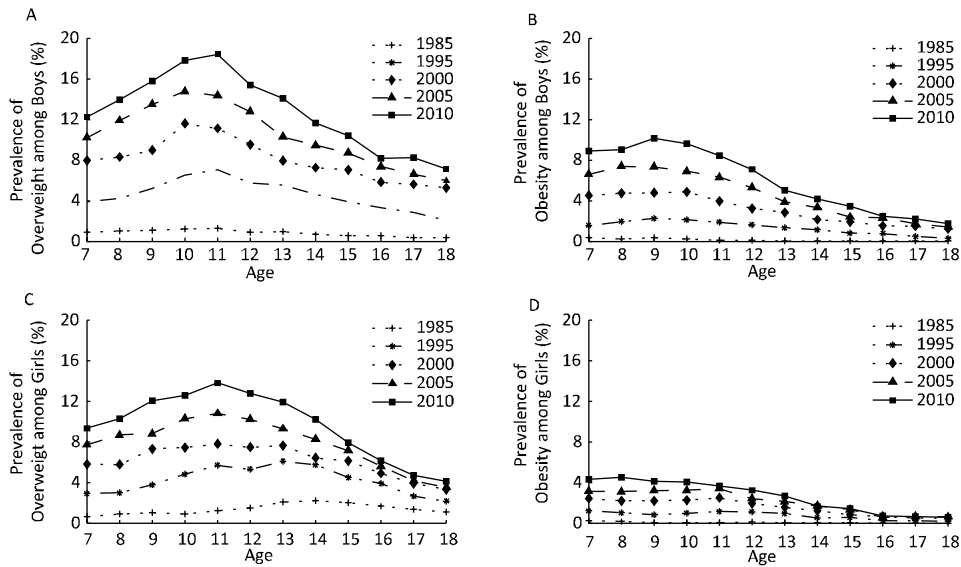 A
Prevalence of
Overweight among Boys (%)
20
16
12
8
4
0
7 8 9 10 11 12 13 14 15 16 17 18
Age
1985
1995
2000
2005
2010
B
Prevalence of
Obesity among Boys (%)
20
16
12
8
4
0
7 8 9 10 11 12 13 14 15 16 17 18
Age
1985
1995
2000
2005
2010
C
Prevalence of
Overweigt among Girls (%)
20
16
12
8
4
0
7 8 9 10 11 12 13 14 15 16 17 18
Age
1985
1995
2000
2005
2010
D
Prevalence of
Obesity among Girls (%)
20
16
12
8
4
0
7 8 9 10 11 12 13 14 15 16 17 18
Age
1985
1995
2000
2005
2010